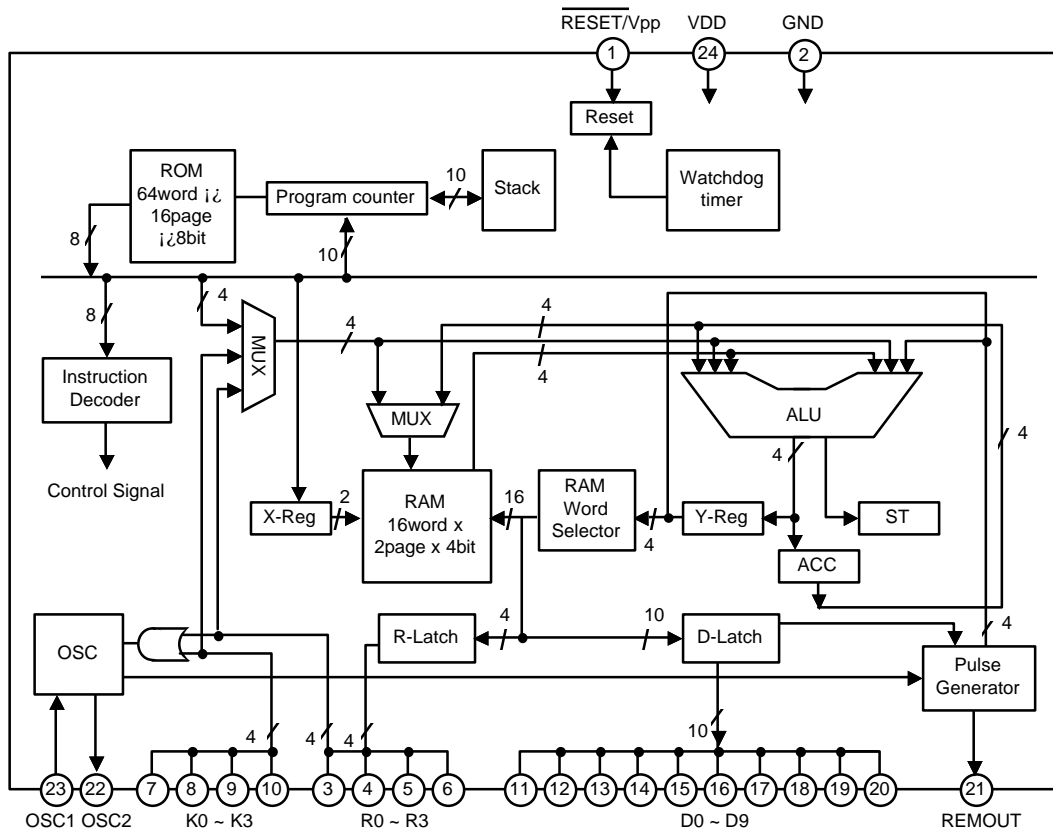 RESET/Vpp VDD GND
1 24 2
Reset
ROM
64word ¡¿
16page
¡¿8bit
Program counter
10
Stack
Watchdog
timer
8
10
8
4
MUX
4
4
4
Instruction
Decoder
Control Signal
MUX
ALU
4
4
X-Reg
2
RAM
16word x
2page x 4bit
16
RAM
Word
Selector
4
Y-Reg
ST
ACC
OSC
R-Latch
4
10
D-Latch
4
Pulse
Generator
4
4
4
10
23 22 7 8 9 10 3 4 5 6 11 12 13 14 15 16 17 18 19 20 21
OSC1 OSC2 K0 ~ K3 R0 ~ R3 D0 ~ D9 REMOUT